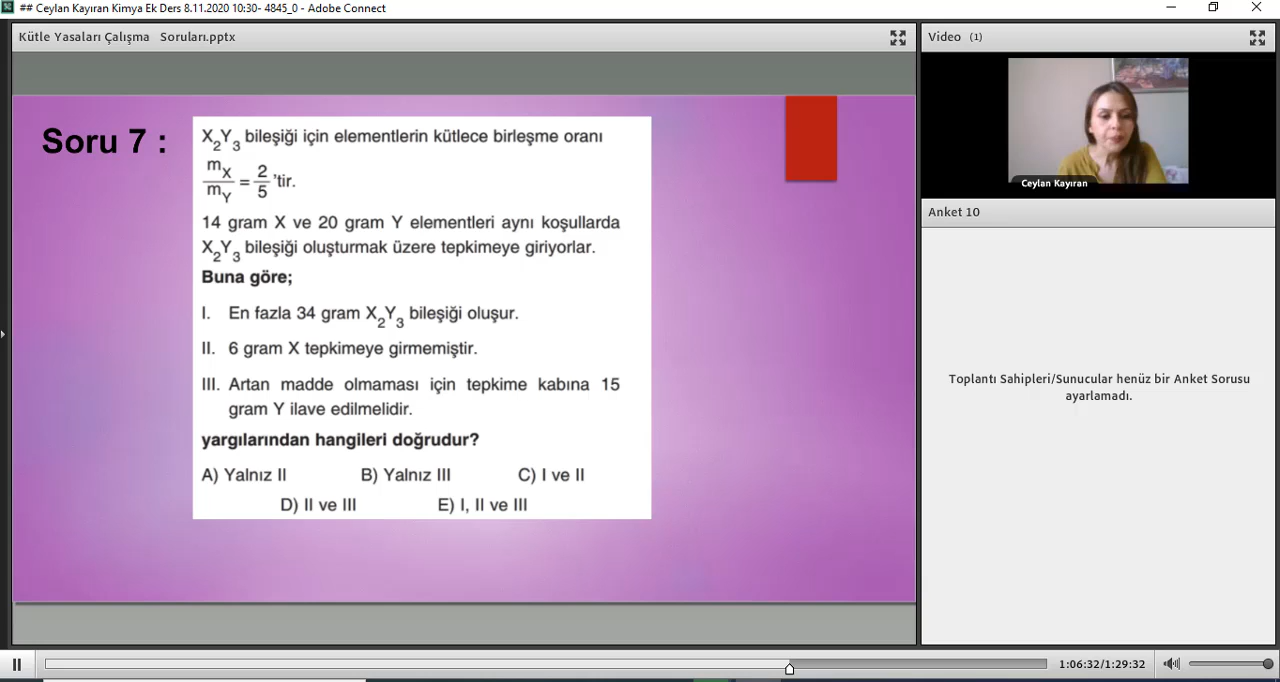 ## Ceylan Kayıran Kimya Ek Ders 8.11.2020 10:30- 4845_0 - Adobe Connect
Kütle Yasaları Çalışma Soruları.pptx
Soru 7 :
X2Y3 bileşiği için elementlerin kütlece birleşme oranı
mX/mY = 2/5 'tir.
14 gram X ve 20 gram Y elementleri aynı koşullarda
X2Y3 bileşiği oluşturmak üzere tepkimeye giriyorlar.
Buna göre;
I. En fazla 34 gram X2Y3 bileşiği oluşur.
II. 6 gram X tepkimeye girmemiştir.
III. Artan madde olmaması için tepkime kabına 15
gram Y ilave edilmelidir.
yargılarından hangileri doğrudur?
A) Yalnız II B) Yalnız III C) I ve II
D) II ve III E) I, II ve III
Video (1)
Ceylan Kayıran
Anket 10
Toplantı Sahipleri/Sunucular henüz bir Anket Sorusu
ayarlamadı.
1:06:32/1:29:32